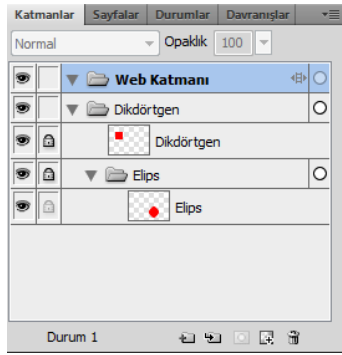 Katmanlar Sayfalar Durumlar Davranışlar
Normal Opaklık 100
Web Katmanı
Dikdörtgen
Dikdörtgen
Elips
Elips
Durum 1